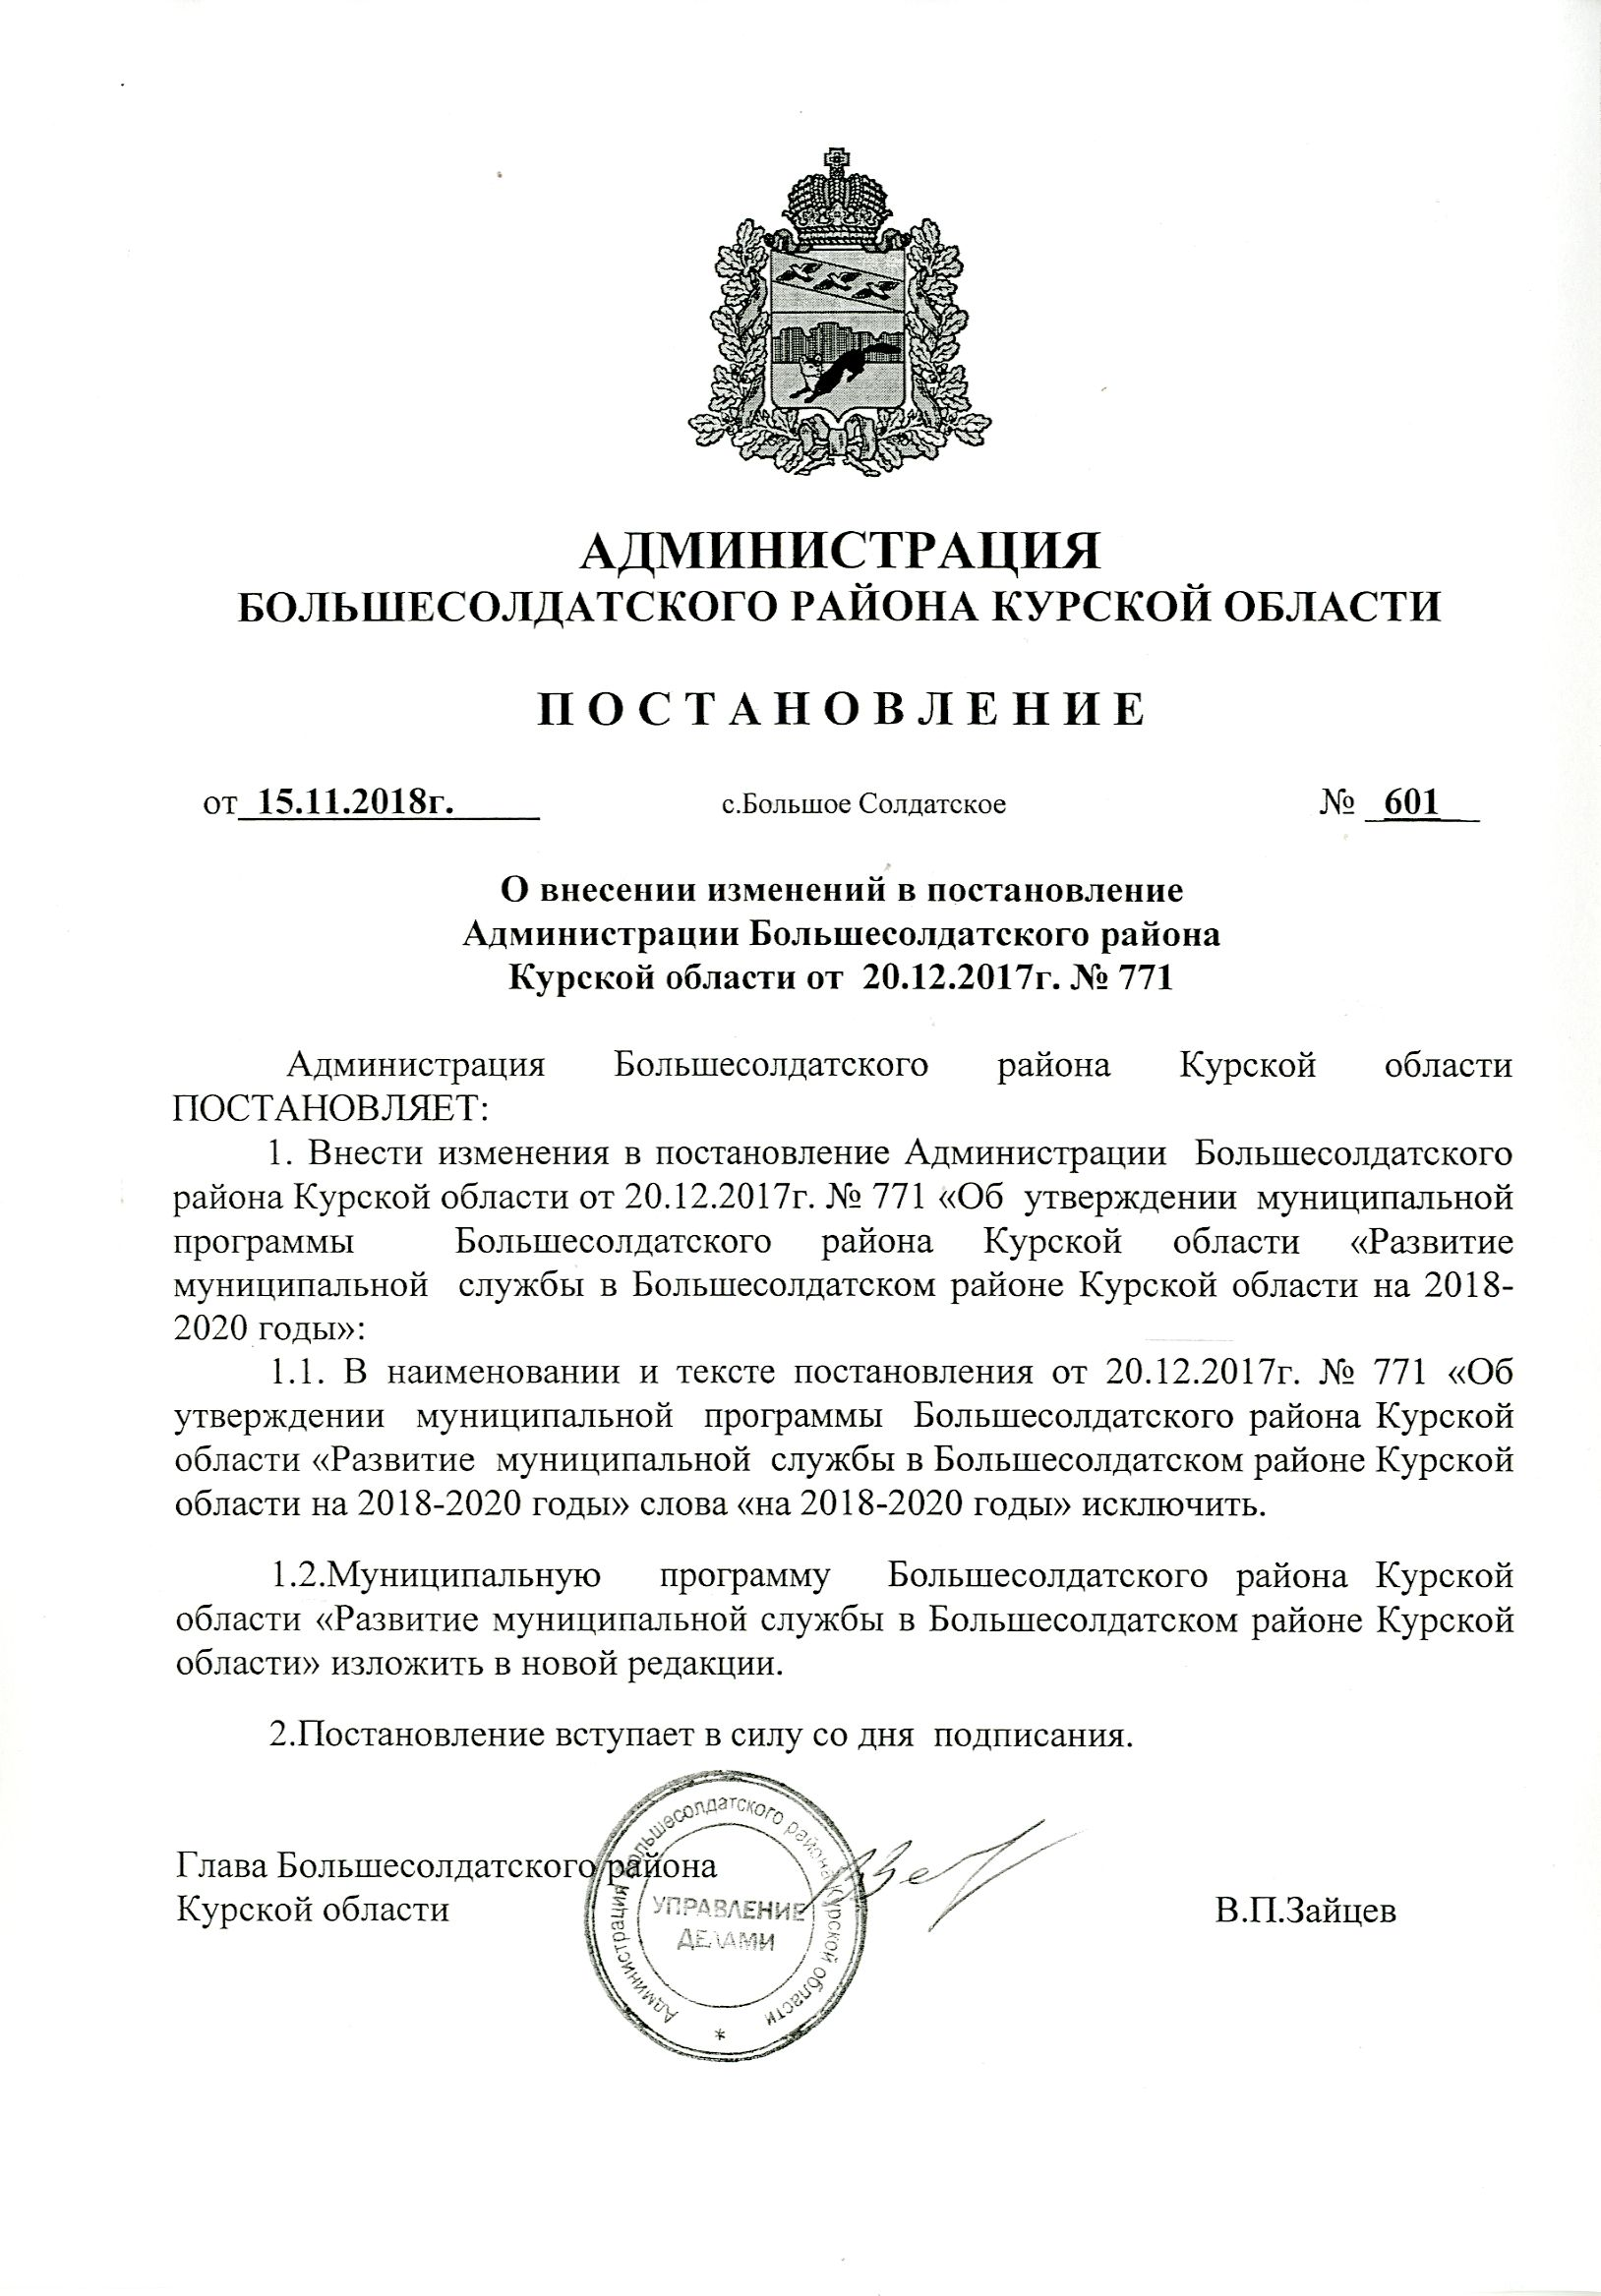 АДМИНИСТРАЦИЯ
БОЛЬШЕСОЛДАТСКОГО РАЙОНА КУРСКОЙ ОБЛАСТИ
П О С Т А Н О В Л Е Н И Е
от 15.11.2018г. с.Большое Солдатское № 601
О внесении изменений в постановление
Администрации Большесолдатского района
Курской области от 20.12.2017г. № 771
Администрация Большесолдатского района Курской области
ПОСТАНОВЛЯЕТ:
1. Внести изменения в постановление Администрации Большесолдатского
района Курской области от 20.12.2017г. № 771 «Об утверждении муниципальной
программы Большесолдатского района Курской области «Развитие
муниципальной службы в Большесолдатском районе Курской области на 2018-
2020 годы»:
1.1. В наименовании и тексте постановления от 20.12.2017г. № 771 «Об
утверждении муниципальной программы Большесолдатского района Курской
области «Развитие муниципальной службы в Большесолдатском районе Курской
области на 2018-2020 годы» слова «на 2018-2020 годы» исключить.
1.2.Муниципальную программу Большесолдатского района Курской
области «Развитие муниципальной службы в Большесолдатском районе Курской
области» изложить в новой редакции.
2.Постановление вступает в силу со дня подписания.
Глава Большесолдатского района
Курской области В.П.Зайцев
Администрация Большесолдатского района Курской области
УПРАВЛЕНИЕ
ДЕЛАМИ